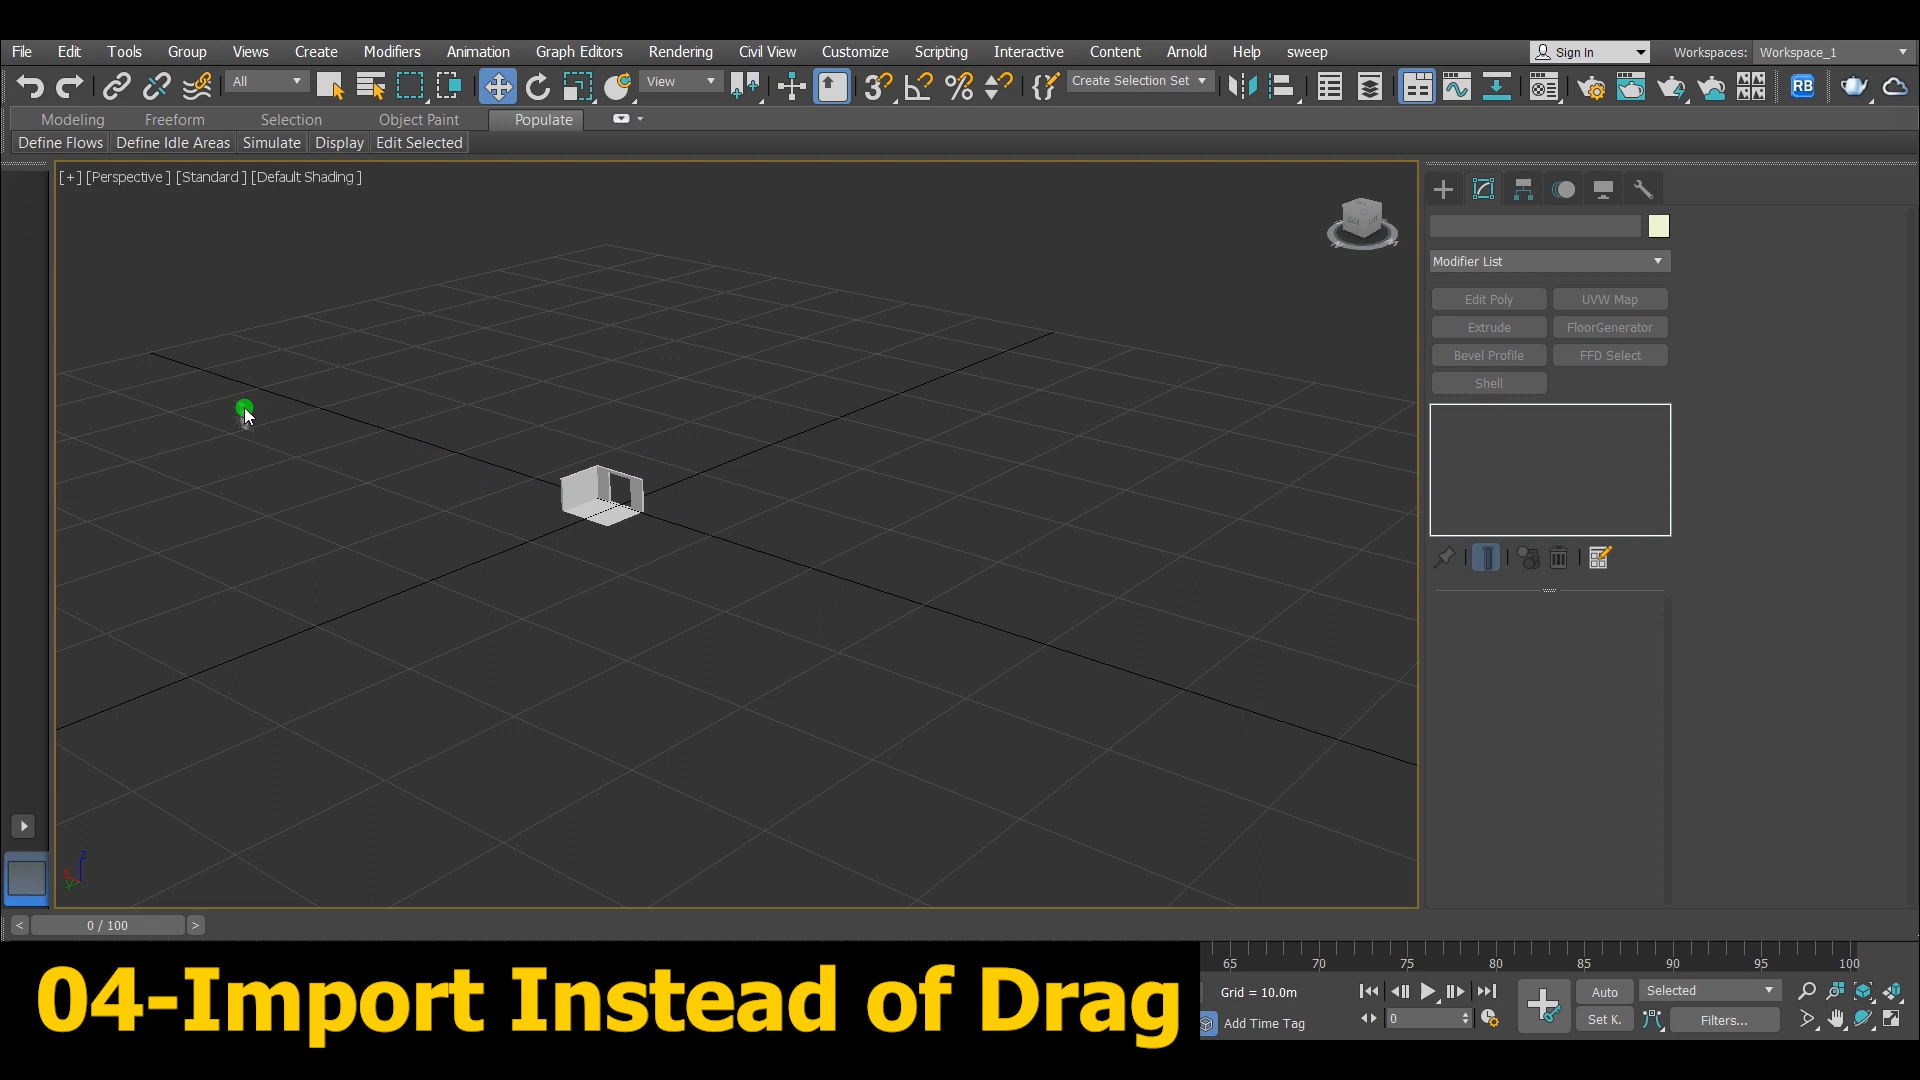 File Edit Tools Group Views Create Modifiers Animation Graph Editors Rendering Civil View Customize Scripting Interactive Content Arnold Help sweep Sign In Workspaces: Workspace_1
All View 3 Create Selection Set RB
Modeling Freeform Selection Object Paint Populate
Define Flows Define Idle Areas Simulate Display Edit Selected
[+] [Perspective ] [Standard ] [Default Shading ]
Modifier List
Edit Poly UVW Map
Extrude FloorGenerator
Bevel Profile FFD Select
Shell
z
x
y
< 0 / 100 >
65 70 75 80 85 90 95 100
04-Import Instead of Drag
Grid = 10.0m Auto Selected
Add Time Tag 0 Set K. Filters...